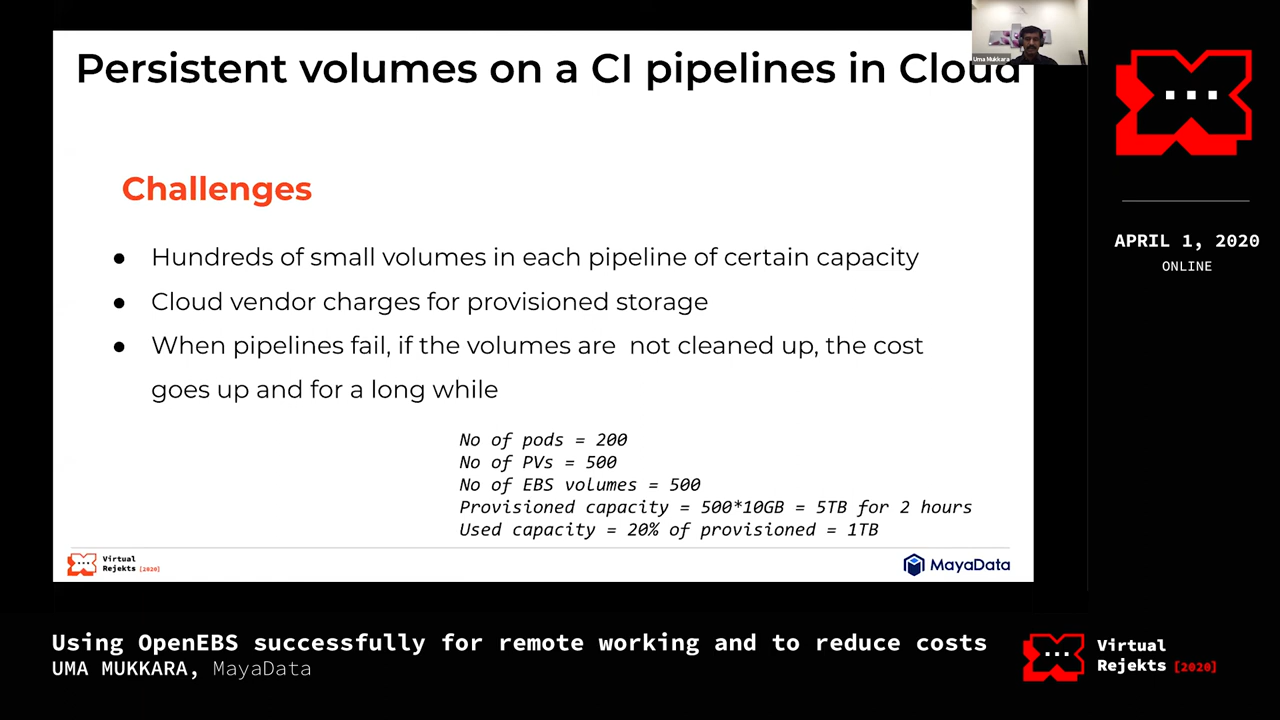 Persistent volumes on a CI pipelines in Cloud
Uma Mukkara
Challenges
● Hundreds of small volumes in each pipeline of certain capacity
● Cloud vendor charges for provisioned storage
● When pipelines fail, if the volumes are not cleaned up, the cost
goes up and for a long while
No of pods = 200
No of PVs = 500
No of EBS volumes = 500
Provisioned capacity = 500*10GB = 5TB for 2 hours
Used capacity = 20% of provisioned = 1TB
Virtual
Rejekts [2020]
MayaData
APRIL 1, 2020
ONLINE
Using OpenEBS successfully for remote working and to reduce costs
UMA MUKKARA, MayaData
Virtual
Rejekts [2020]